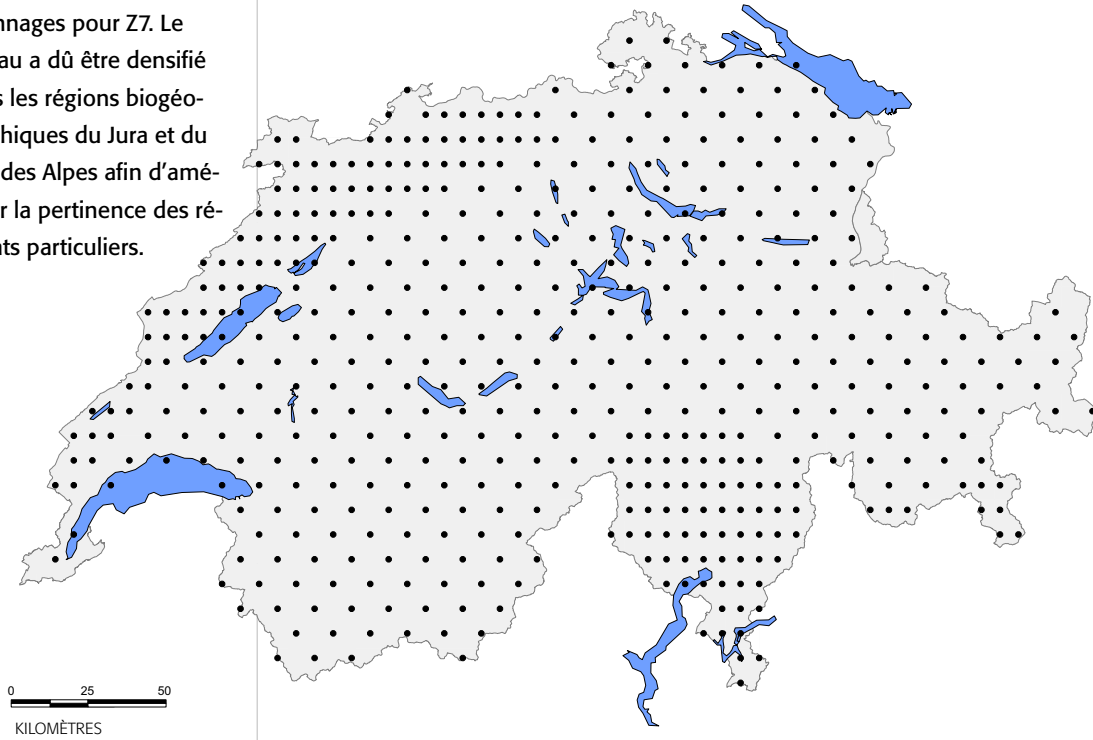 nnages pour Z7. Le
au a dû être densifié
s les régions biogéo-
hiques du Jura et du
des Alpes afin d'amé-
r la pertinence des ré-
ts particuliers.
0 25 50
KILOMÈTRES